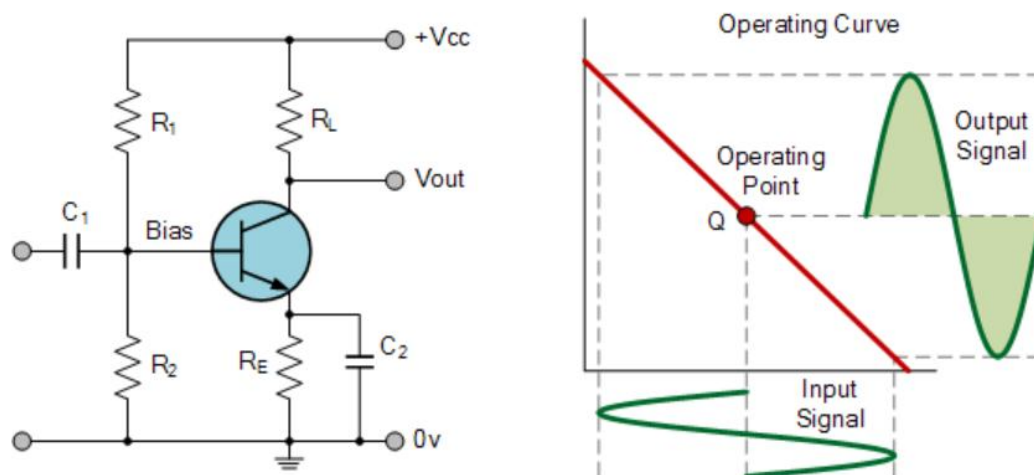 +Vcc
R1
RL
Vout
C1
Bias
R2
RE
C2
0v
Operating Curve
Output
Signal
Operating
Point
Q
Input
Signal